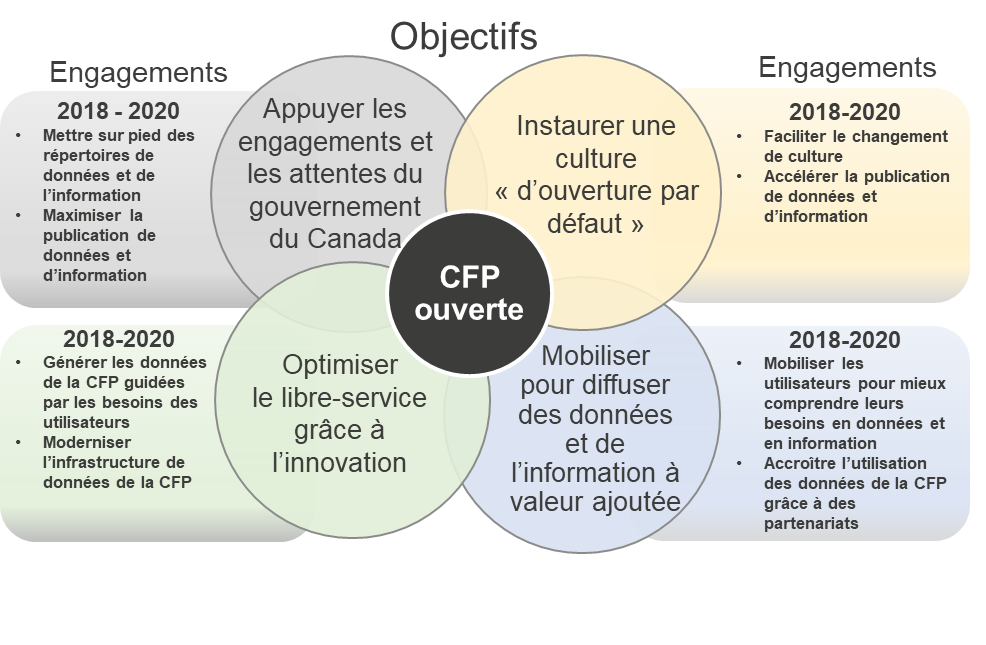 Objectifs
Engagements
2018 - 2020
• Mettre sur pied des
répertoires de
données et de
l’information
• Maximiser la
publication de
données et
d’information
Appuyer les
engagements et
les attentes du
gouvernement
du Canada
Instaurer une
culture
« d’ouverture par
défaut »
Engagements
2018-2020
• Faciliter le changement
de culture
• Accélérer la publication
de données et
d’information
CFP
ouverte
2018-2020
• Générer les données
de la CFP guidées
par les besoins des
utilisateurs
• Moderniser
l’infrastructure de
données de la CFP
Optimiser
le libre-service
grâce à
l’innovation
Mobiliser
pour diffuser
des données
et de
l’information à
valeur ajoutée
2018-2020
• Mobiliser les
utilisateurs pour mieux
comprendre leurs
besoins en données et
en information
• Accroître l’utilisation
des données de la CFP
grâce à des
partenariats